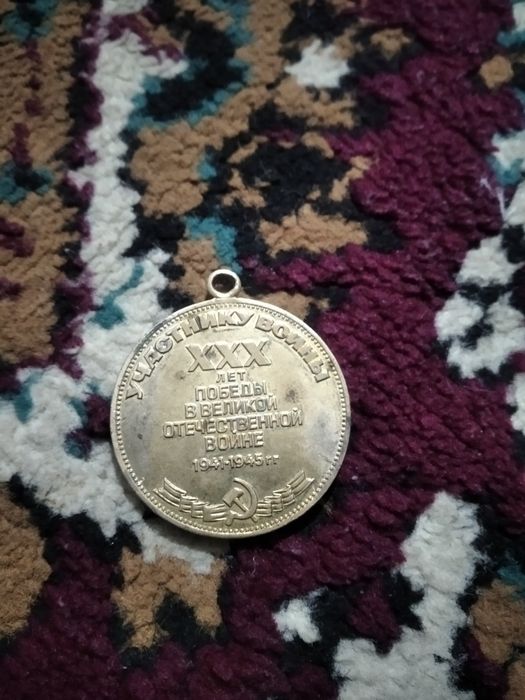 УЧАСТНИКУ ВОЙНЫ
XXX
ЛЕТ
ПОБЕДЫ
В ВЕЛИКОЙ
ОТЕЧЕСТВЕННОЙ
ВОЙНЕ
1941-1945 гг